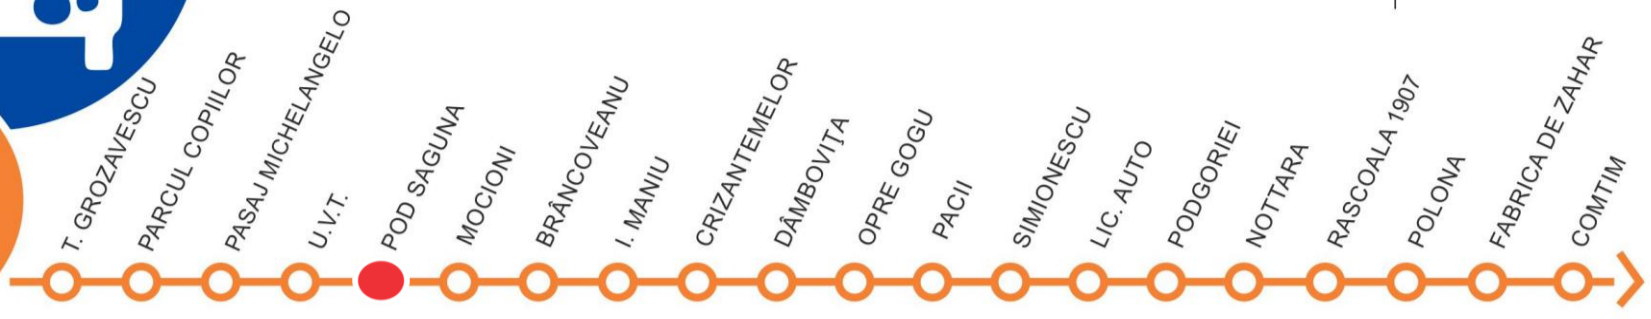 T. GROZAVESCU
PARCUL COPIILOR
PASAJ MICHELANGELO
U.V.T.
POD SAGUNA
MOCIONI
BRÂNCOVEANU
I. MANIU
CRIZANTEMELOR
DÂMBOVIŢA
OPRE GOGU
PACII
SIMIONESCU
LIC. AUTO
PODGORIEI
NOTTARA
RASCOALA 1907
POLONA
FABRICA DE ZAHAR
COMTIM